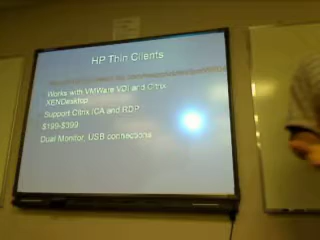 HP Thin Clients
Works with VMWare VDI and Citrix
XENDesktop
Support Citrix ICA and RDP
$199-$399
Dual Monitor, USB connections